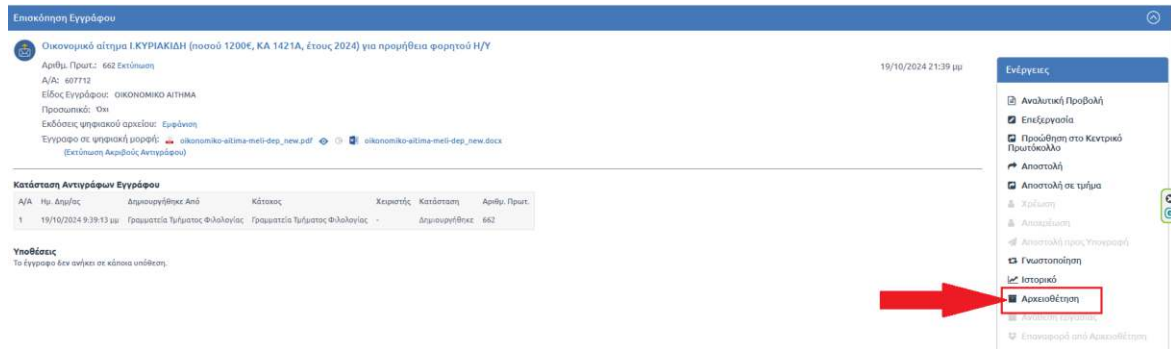 Επισκόπηση Εγγράφου
Οικονομικό αίτημα Ι.ΚΥΡΙΑΚΙΔΗ (ποσού 1200€, ΚΑ 1421Α, έτους 2024) για προμήθεια φορητού Η/Υ
Αριθμ. Πρωτ.: 662 Εκτύπωση
19/10/2024 21:39 μμ
Α/Α: 607712
Είδος Εγγράφου: ΟΙΚΟΝΟΜΙΚΟ ΑΙΤΗΜΑ
Προσωπικό: Όχι
Εκδόσεις ψηφιακού αρχείου: Εμφάνιση
Έγγραφο σε ψηφιακή μορφή: oikonomiko-aitima-meli-dep_new.pdf oikonomiko-aitima-meli-dep_new.docx
(Εκτύπωση Ακριβούς Αντιγράφου)
Κατάσταση Αντιγράφων Εγγράφου
Α/Α Ημ. Δημ/ας Δημιουργήθηκε Από Κάτοχος Χειριστής Κατάσταση Αριθμ. Πρωτ.
1 19/10/2024 9:39:13 μμ Γραμματεία Τμήματος Φιλολογίας Γραμματεία Τμήματος Φιλολογίας - Δημιουργήθηκε 662
Υποθέσεις
Το έγγραφο δεν ανήκει σε κάποια υπόθεση.
Ενέργειες
Αναλυτική Προβολή
Επεξεργασία
Προώθηση στο Κεντρικό
Πρωτόκολλο
Αποστολή
Αποστολή σε τμήμα
Χρέωση
Αποχρέωση
Αποστολή προς Υπογραφή
Γνωστοποίηση
Ιστορικό
Αρχειοθέτηση
Ανάθεση Εργασίας
Επαναφορά από Αρχειοθέτηση